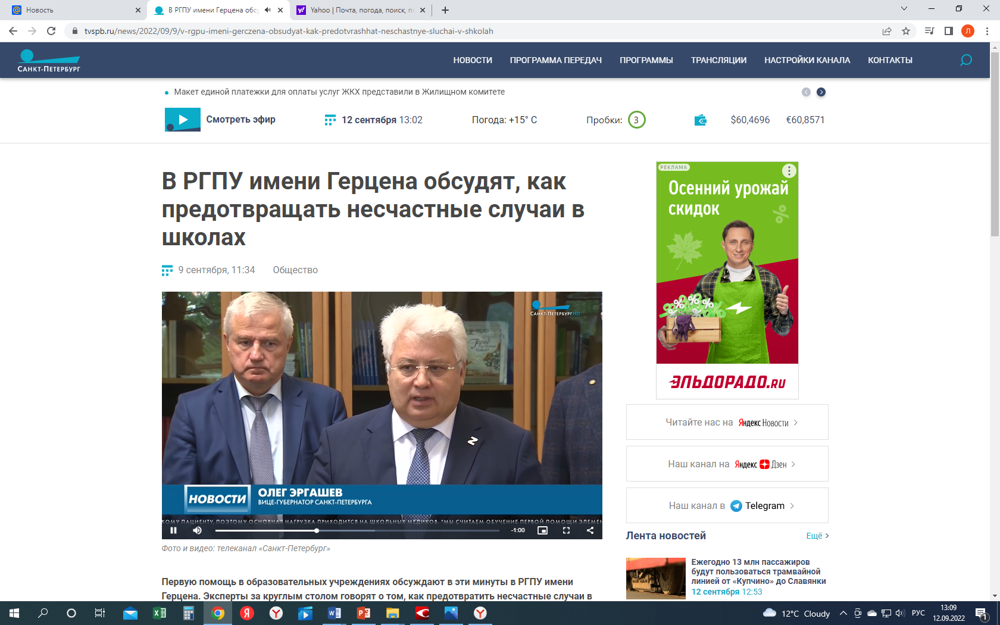 Новость
В РГПУ имени Герцена обсу
Yahoo | Почта, погода, поиск, по
tvspb.ru/news/2022/09/9/v-rgpu-imeni-gerczena-obsudyat-kak-predotvrashhat-neschastnye-sluchai-v-shkolah
Л
САНКТ-ПЕТЕРБУРГ
НОВОСТИ
ПРОГРАММА ПЕРЕДАЧ
ПРОГРАММЫ
ТРАНСЛЯЦИИ
НАСТРОЙКИ КАНАЛА
КОНТАКТЫ
Макет единой платежки для оплаты услуг ЖКХ представили в Жилищном комитете
Смотреть эфир
12 сентября 13:02
Погода: +15° C
Пробки: 3
$60,4696
€60,8571
В РГПУ имени Герцена обсудят, как
предотвращать несчастные случаи в
школах
9 сентября, 11:34
Общество
САНКТ-ПЕТЕРБУРГ HD
Город
НОВОСТИ
ОЛЕГ ЭРГАШЕВ
ВИЦЕ-ГУБЕРНАТОР САНКТ-ПЕТЕРБУРГА
КОМУ ПАЦИЕНТУ, ПОЭТОМУ ОСНОВНАЯ НАГРУЗКА ПРИХОДИТСЯ НА ШКОЛЬНЫХ МЕДИКОВ. "МЫ СЧИТАЕМ ОБУЧЕНИЕ ПЕРВОЙ ПОМОЩИ ЭЛЕМЕН
-1:00
Фото и видео: телеканал «Санкт-Петербург»
Первую помощь в образовательных учреждениях обсуждают в эти минуты в РГПУ имени
Герцена. Эксперты за круглым столом говорят о том, как предотвратить несчастные случаи в
РЕКЛАМА
Осенний урожай
скидок
ЭЛЬДОРАДО.RU
Читайте нас на Яндекс Новости
Наш канал на Яндекс Дзен
Наш канал в Telegram
Лента новостей
Ещё
Ежегодно 13 млн пассажиров
будут пользоваться трамвайной
линией от «Купчино» до Славянки
12 сентября 12:53
12°C Cloudy
РУС
13:09
12.09.2022
1